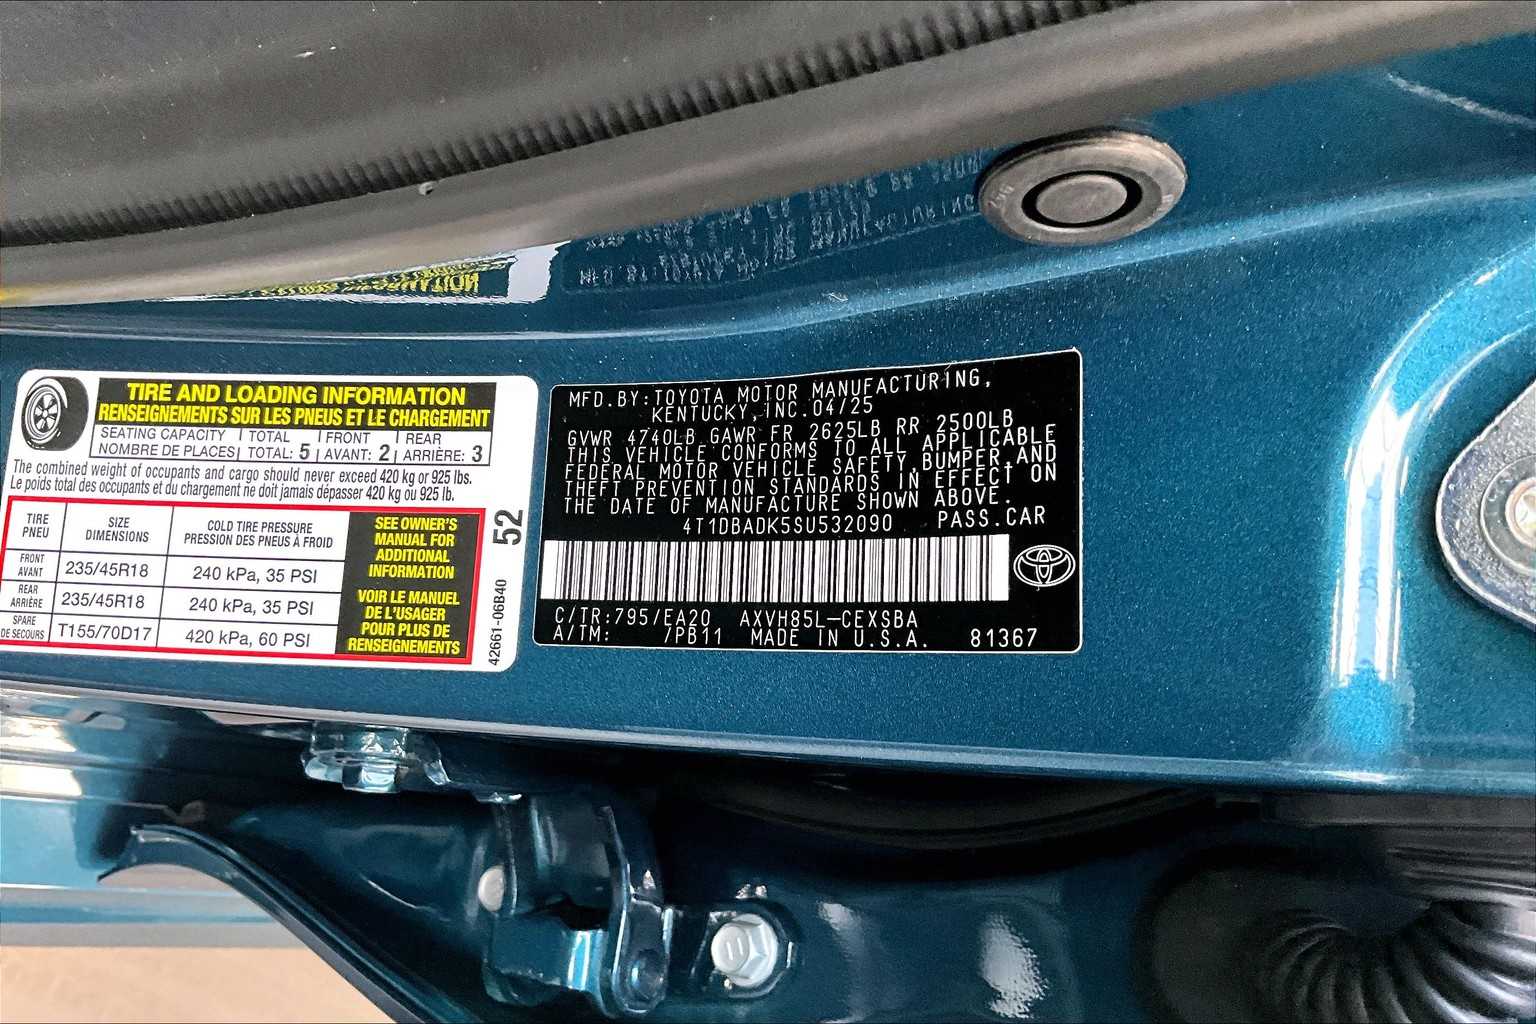 TIRE AND LOADING INFORMATION
RENSEIGNEMENTS SUR LES PNEUS ET LE CHARGEMENT
SEATING CAPACITY TOTAL FRONT REAR
NOMBRE DE PLACES TOTAL: 5 AVANT: 2 ARRIÈRE: 3
The combined weight of occupants and cargo should never exceed 420 kg or 925 lbs.
Le poids total des occupants et du chargement ne doit jamais dépasser 420 kg ou 925 lb.
TIRE
PNEU
SIZE
DIMENSIONS
COLD TIRE PRESSURE
PRESSION DES PNEUS À FROID
FRONT
AVANT
235/45R18
240 kPa, 35 PSI
REAR
ARRIÈRE
235/45R18
240 kPa, 35 PSI
SPARE
DE SECOURS
T155/70D17
420 kPa, 60 PSI
SEE OWNER'S
MANUAL FOR
ADDITIONAL
INFORMATION
VOIR LE MANUEL
DE L'USAGER
POUR PLUS DE
RENSEIGNEMENTS
52
42661-06B40
MFD.BY:TOYOTA MOTOR MANUFACTURING,
KENTUCKY, INC. 04/25
GVWR 4740LB GAWR FR 2625LB RR 2500LB
THIS VEHICLE CONFORMS TO ALL APPLICABLE
FEDERAL MOTOR VEHICLE SAFETY,BUMPER,AND
THEFT PREVENTION STANDARDS IN EFFECT ON
THE DATE OF MANUFACTURE SHOWN ABOVE.
4T1DBADK5SU532090 PASS.CAR
C/TR:795/EA20 AXVH85L-CEXSBA
A/TM: /PB11 MADE IN U.S.A. 81367